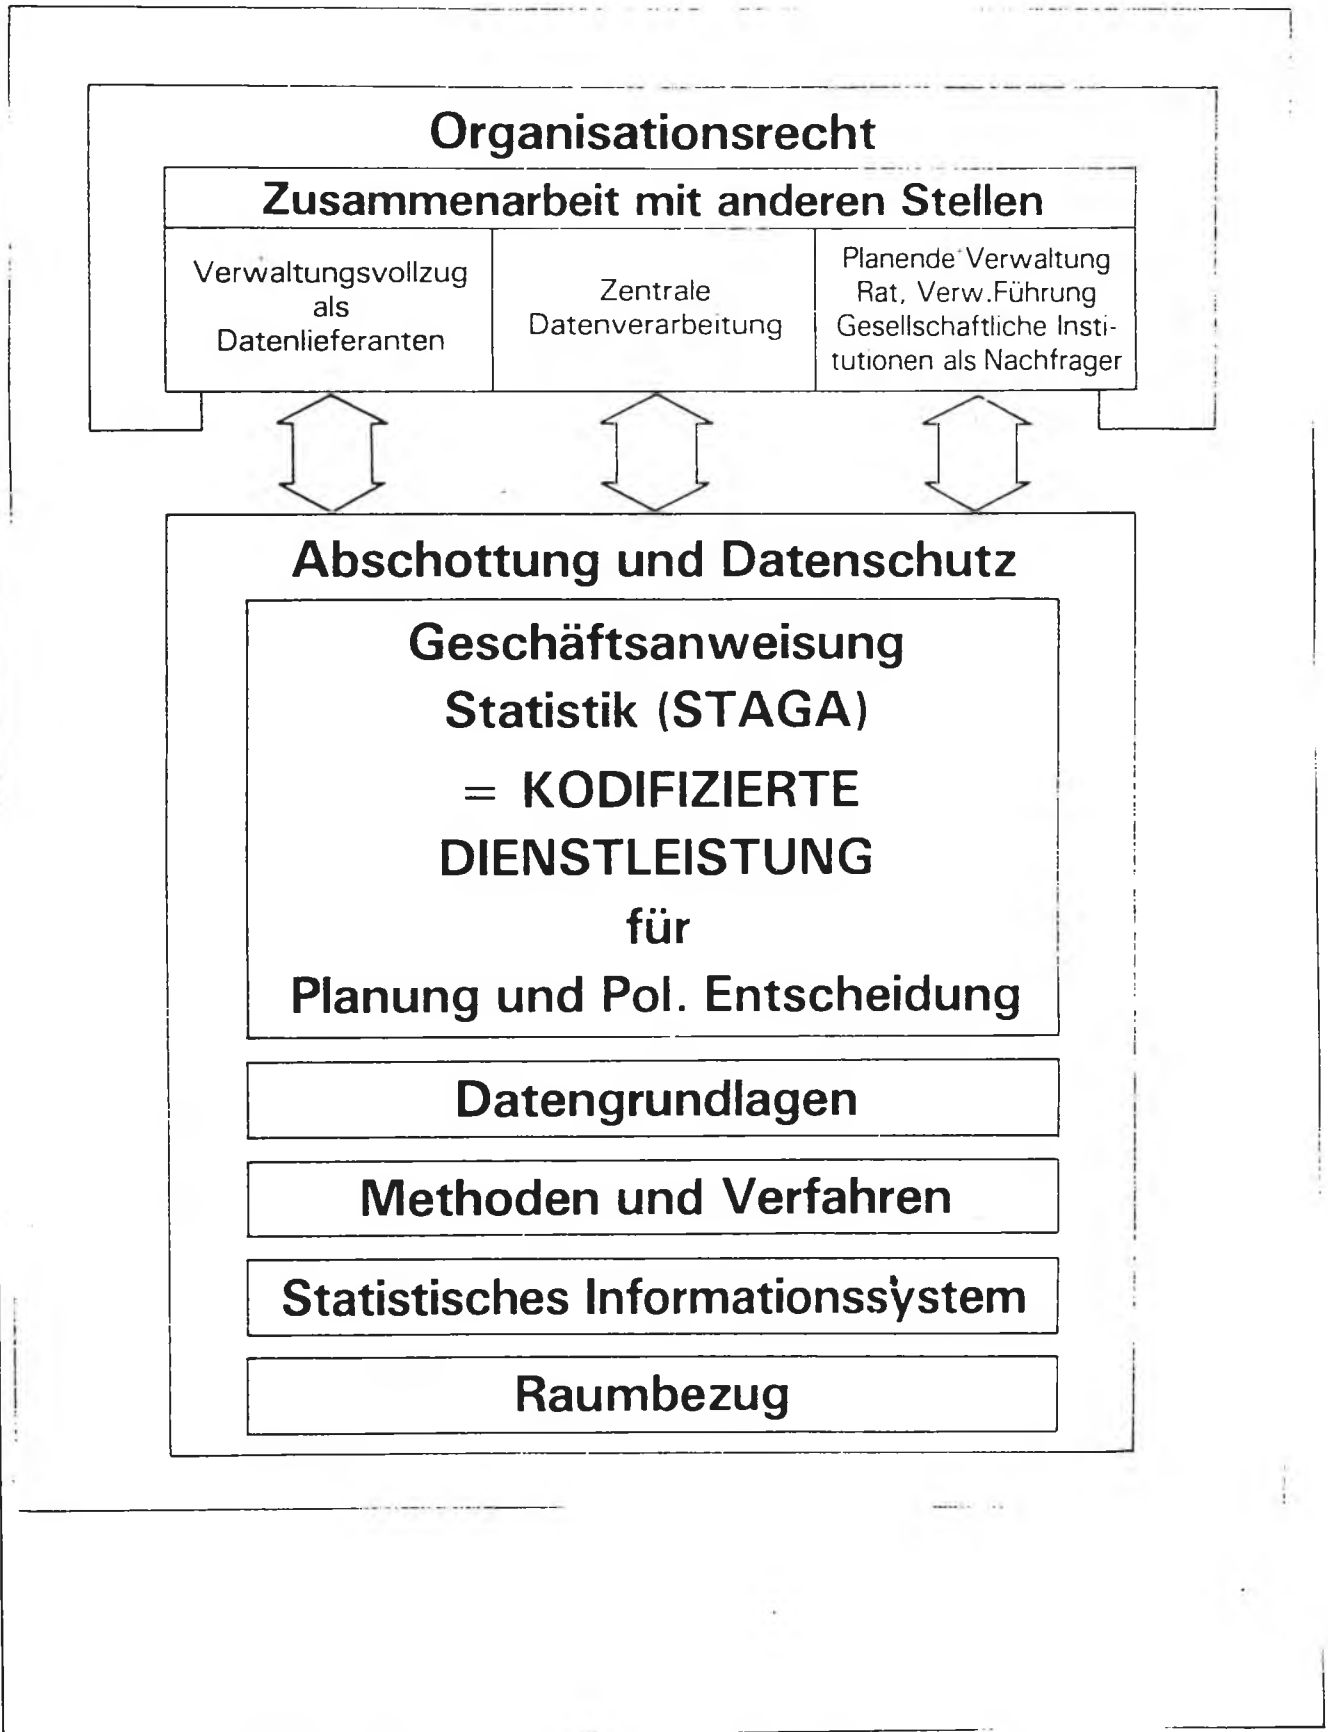 Organisationsrecht
Zusammenarbeit mit anderen Stellen
Verwaltungsvollzug
als
Datenlieferanten
Zentrale
Datenverarbeitung
Planende Verwaltung
Rat, Verw.Führung
Gesellschaftliche Insti-
tutionen als Nachfrager
Abschottung und Datenschutz
Geschäftsanweisung
Statistik (STAGA)
= KODIFIZIERTE
DIENSTLEISTUNG
für
Planung und Pol. Entscheidung
Datengrundlagen
Methoden und Verfahren
Statistisches Informationssystem
Raumbezug